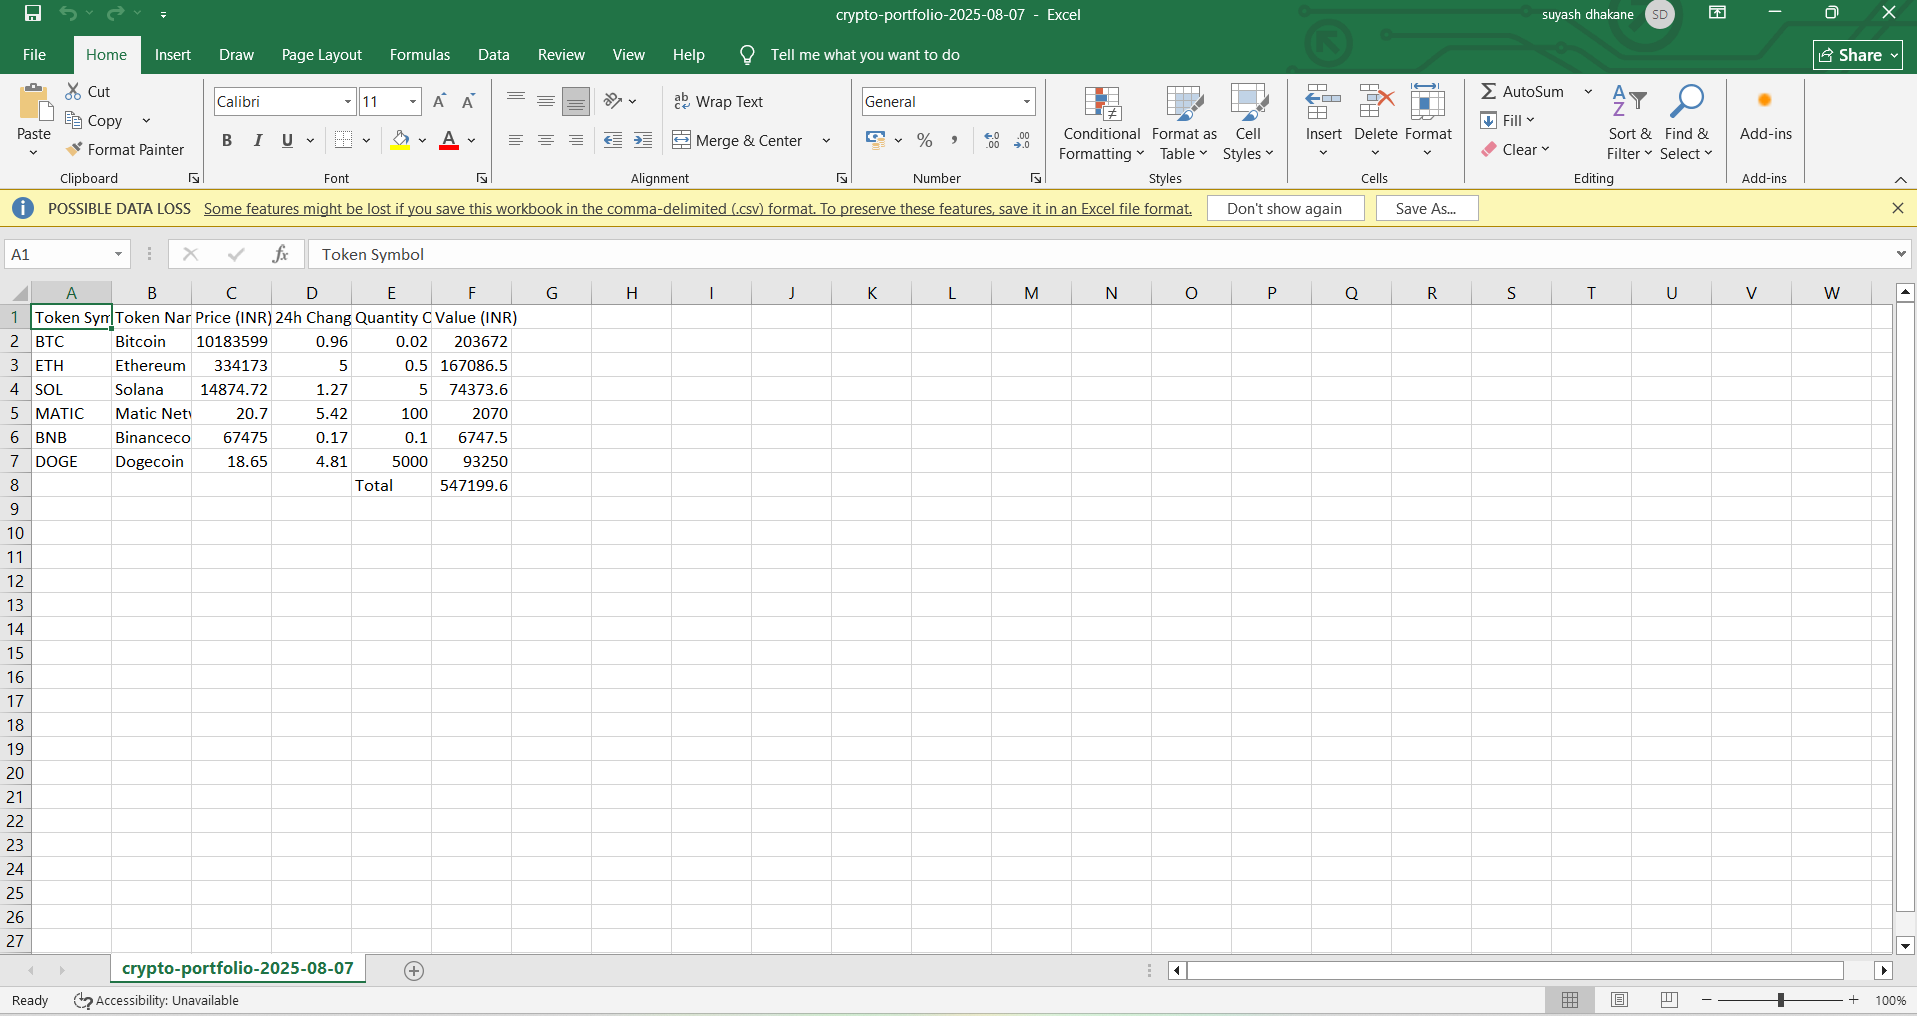 crypto-portfolio-2025-08-07 - Excel
suyash dhakane SD
File Home Insert Draw Page Layout Formulas Data Review View Help Tell me what you want to do Share
Paste Cut Copy Format Painter
Clipboard
Calibri 11
B I U A
Font
Wrap Text
Merge & Center
Alignment
General
% ,
Number
Conditional Formatting Format as Table Cell Styles
Styles
Insert Delete Format
Cells
AutoSum
Fill
Clear
Sort & Filter Find & Select
Editing
Add-ins
Add-ins
POSSIBLE DATA LOSS Some features might be lost if you save this workbook in the comma-delimited (.csv) format. To preserve these features, save it in an Excel file format. Don't show again Save As...
A1 fx Token Symbol
A B C D E F G H I J K L M N O P Q R S T U V W
1 Token Sym Token Nar Price (INR) 24h Chang Quantity C Value (INR)
2 BTC Bitcoin 10183599 0.96 0.02 203672
3 ETH Ethereum 334173 5 0.5 167086.5
4 SOL Solana 14874.72 1.27 5 74373.6
5 MATIC Matic Netv 20.7 5.42 100 2070
6 BNB Binanceco 67475 0.17 0.1 6747.5
7 DOGE Dogecoin 18.65 4.81 5000 93250
8 Total 547199.6
9
10
11
12
13
14
15
16
17
18
19
20
21
22
23
24
25
26
27
crypto-portfolio-2025-08-07
Ready Accessibility: Unavailable 100%